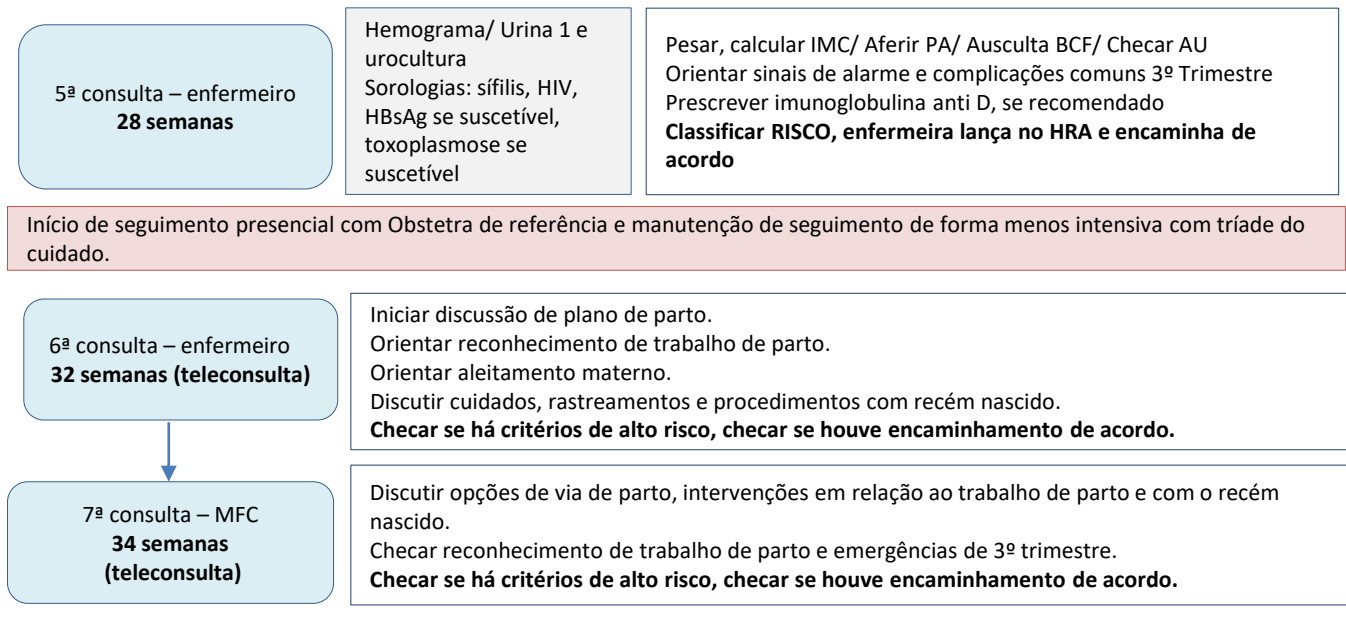 5ª consulta – enfermeiro
28 semanas
Hemograma/ Urina 1 e
urocultura
Sorologias: sífilis, HIV,
HBsAg se suscetível,
toxoplasmose se
suscetível
Pesar, calcular IMC/ Aferir PA/ Ausculta BCF/ Checar AU
Orientar sinais de alarme e complicações comuns 3º Trimestre
Prescrever imunoglobulina anti D, se recomendado
Classificar RISCO, enfermeira lança no HRA e encaminha de
acordo
Início de seguimento presencial com Obstetra de referência e manutenção de seguimento de forma menos intensiva com tríade do
cuidado.
6ª consulta – enfermeiro
32 semanas (teleconsulta)
Iniciar discussão de plano de parto.
Orientar reconhecimento de trabalho de parto.
Orientar aleitamento materno.
Discutir cuidados, rastreamentos e procedimentos com recém nascido.
Checar se há critérios de alto risco, checar se houve encaminhamento de acordo.
7ª consulta – MFC
34 semanas
(teleconsulta)
Discutir opções de via de parto, intervenções em relação ao trabalho de parto e com o recém
nascido.
Checar reconhecimento de trabalho de parto e emergências de 3º trimestre.
Checar se há critérios de alto risco, checar se houve encaminhamento de acordo.